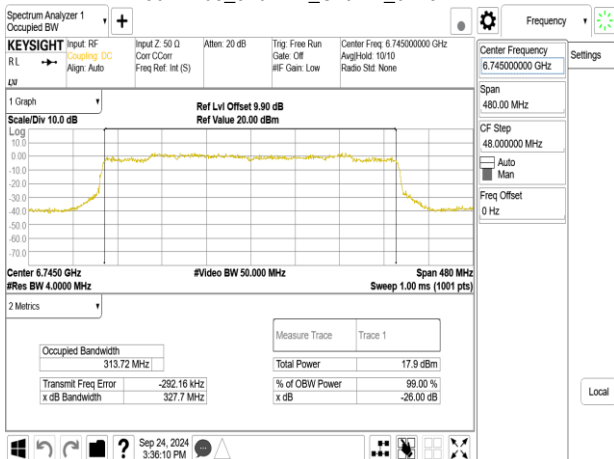 Spectrum Analyzer 1
Occupied BW
+
Frequency
KEYSIGHT
RL
Input: RF
Coupling: DC
Align: Auto
Input Z: 50 Ω
Corr CCorr
Freq Ref: Int (S)
Atten: 20 dB
Trig: Free Run
Gate: Off
#IF Gain: Low
Center Freq: 6.745000000 GHz
Avg|Hold: 10/10
Radio Std: None
LXI
Center Frequency
6.745000000 GHz
Settings
Span
480.00 MHz
CF Step
48.000000 MHz
Auto
Man
Freq Offset
0 Hz
Local
1 Graph
Ref Lvl Offset 9.90 dB
Scale/Div 10.0 dB
Ref Value 20.00 dBm
Log
10.0
0.00
-10.0
-20.0
-30.0
-40.0
-50.0
-60.0
-70.0
Center 6.7450 GHz
#Video BW 50.000 MHz
Span 480 MHz
#Res BW 4.0000 MHz
Sweep 1.00 ms (1001 pts)
2 Metrics
Measure Trace Trace 1
Occupied Bandwidth
313.72 MHz
Total Power 17.9 dBm
Transmit Freq Error -292.16 kHz
% of OBW Power 99.00 %
x dB Bandwidth 327.7 MHz
x dB -26.00 dB
?
Sep 24, 2024
3:36:10 PM